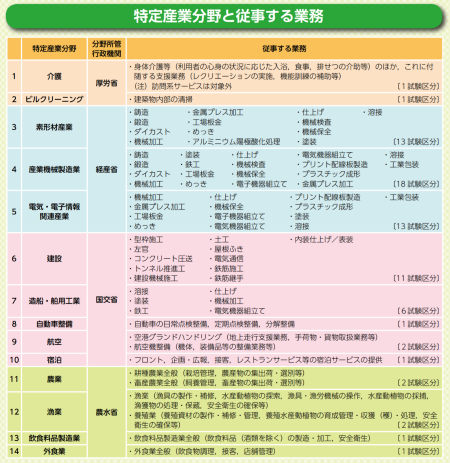 特定産業分野と従事する業務
特定産業分野 分野所管行政機関 従事する業務
1 介護 厚労省 ・身体介護等（利用者の心身の状況に応じた入浴、食事、排せつの介助等）のほか、これに付
随する支援業務（レクリエーションの実施、機能訓練の補助等）
（注）訪問系サービスは対象外 〔1試験区分〕
2 ビルクリーニング ・建築物内部の清掃 〔1試験区分〕
3 素形材産業 経産省 ・鋳造 ・金属プレス加工 ・仕上げ ・溶接
・鍛造 ・工場板金 ・機械検査
・ダイカスト ・めっき ・機械保全
・機械加工 ・アルミニウム陽極酸化処理 ・塗装 〔13試験区分〕
4 産業機械製造業 ・鋳造 ・塗装 ・仕上げ ・電気機器組立て ・溶接
・鍛造 ・鉄工 ・機械検査 ・プリント配線板製造 ・工業包装
・ダイカスト ・工場板金 ・機械保全 ・プラスチック成形
・機械加工 ・めっき ・電子機器組立て ・金属プレス加工 〔18試験区分〕
5 電気・電子情報
関連産業 ・機械加工 ・仕上げ ・プリント配線板製造 ・工業包装
・金属プレス加工 ・機械保全 ・プラスチック成形
・工場板金 ・電子機器組立て ・塗装
・めっき ・電気機器組立て ・溶接 〔13試験区分〕
6 建設 国交省 ・型枠施工 ・土工 ・内装仕上げ／表装
・左官 ・屋根ふき
・コンクリート圧送 ・電気通信
・トンネル推進工 ・鉄筋施工
・建設機械施工 ・鉄筋継手 〔11試験区分〕
7 造船・舶用工業 ・溶接 ・仕上げ
・塗装 ・機械加工
・鉄工 ・電気機器組立て 〔6試験区分〕
8 自動車整備 ・自動車の日常点検整備、定期点検整備、分解整備 〔1試験区分〕
9 航空 ・空港グランドハンドリング（地上走行支援業務、手荷物・貨物取扱業務等）
・航空機整備（機体、装備品等の整備業務等） 〔2試験区分〕
10 宿泊 ・フロント、企画・広報、接客、レストランサービス等の宿泊サービスの提供 〔1試験区分〕
11 農業 農水省 ・耕種農業全般（栽培管理、農産物の集出荷・選別等）
・畜産農業全般（飼養管理、畜産物の集出荷・選別等） 〔2試験区分〕
12 漁業 ・漁業（漁具の製作・補修、水産動植物の探索、漁具・漁労機械の操作、水産動植物の採捕、
漁獲物の処理・保蔵、安全衛生の確保等）
・養殖業（養殖資材の製作・補修・管理、養殖水産動植物の育成管理・収獲（穫）・処理、安全
衛生の確保等） 〔2試験区分〕
13 飲食料品製造業 ・飲食料品製造業全般（飲食料品（酒類を除く）の製造・加工、安全衛生） 〔1試験区分〕
14 外食業 ・外食業全般（飲食物調理、接客、店舗管理） 〔1試験区分〕